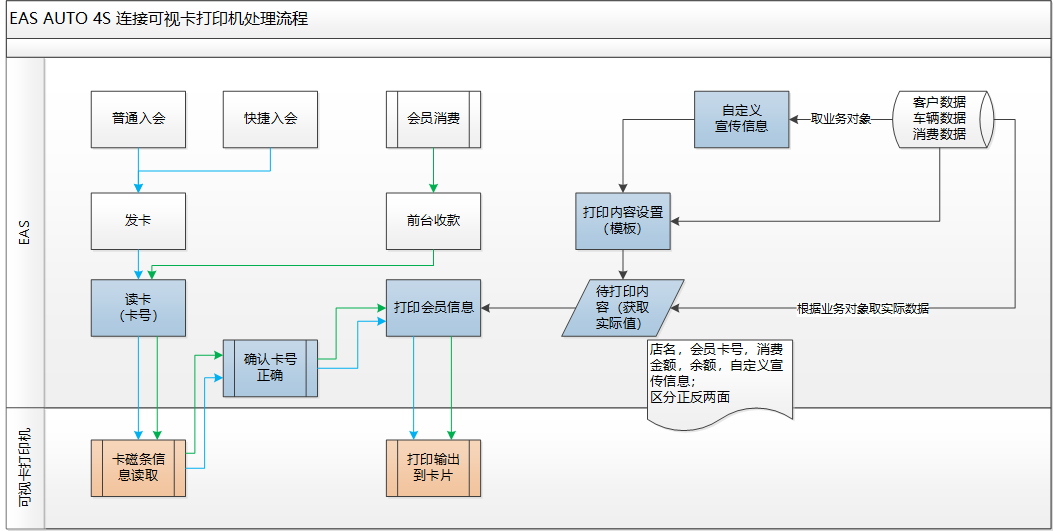 EAS AUTO 4S 连接可视卡打印机处理流程
EAS
普通入会
快捷入会
会员消费
自定义
宣传信息
取业务对象
客户数据
车辆数据
消费数据
发卡
前台收款
打印内容设置
（模板）
读卡
（卡号）
打印会员信息
待打印内
容（获取
实际值）
根据业务对象取实际数据
确认卡号
正确
店名，会员卡号，消费
金额，余额，自定义宣
传信息；
区分正反两面
可视卡打印机
卡磁条信
息读取
打印输出
到卡片